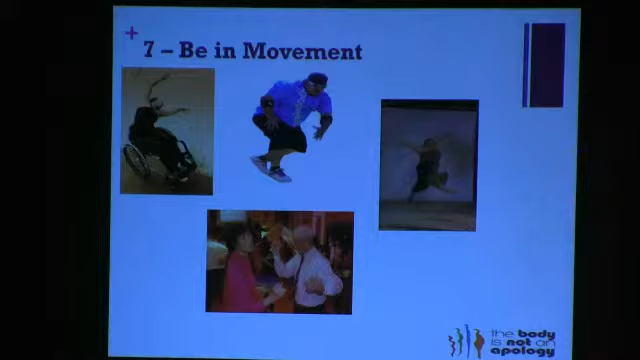 +
7 – Be in Movement
the body
is not an
apology